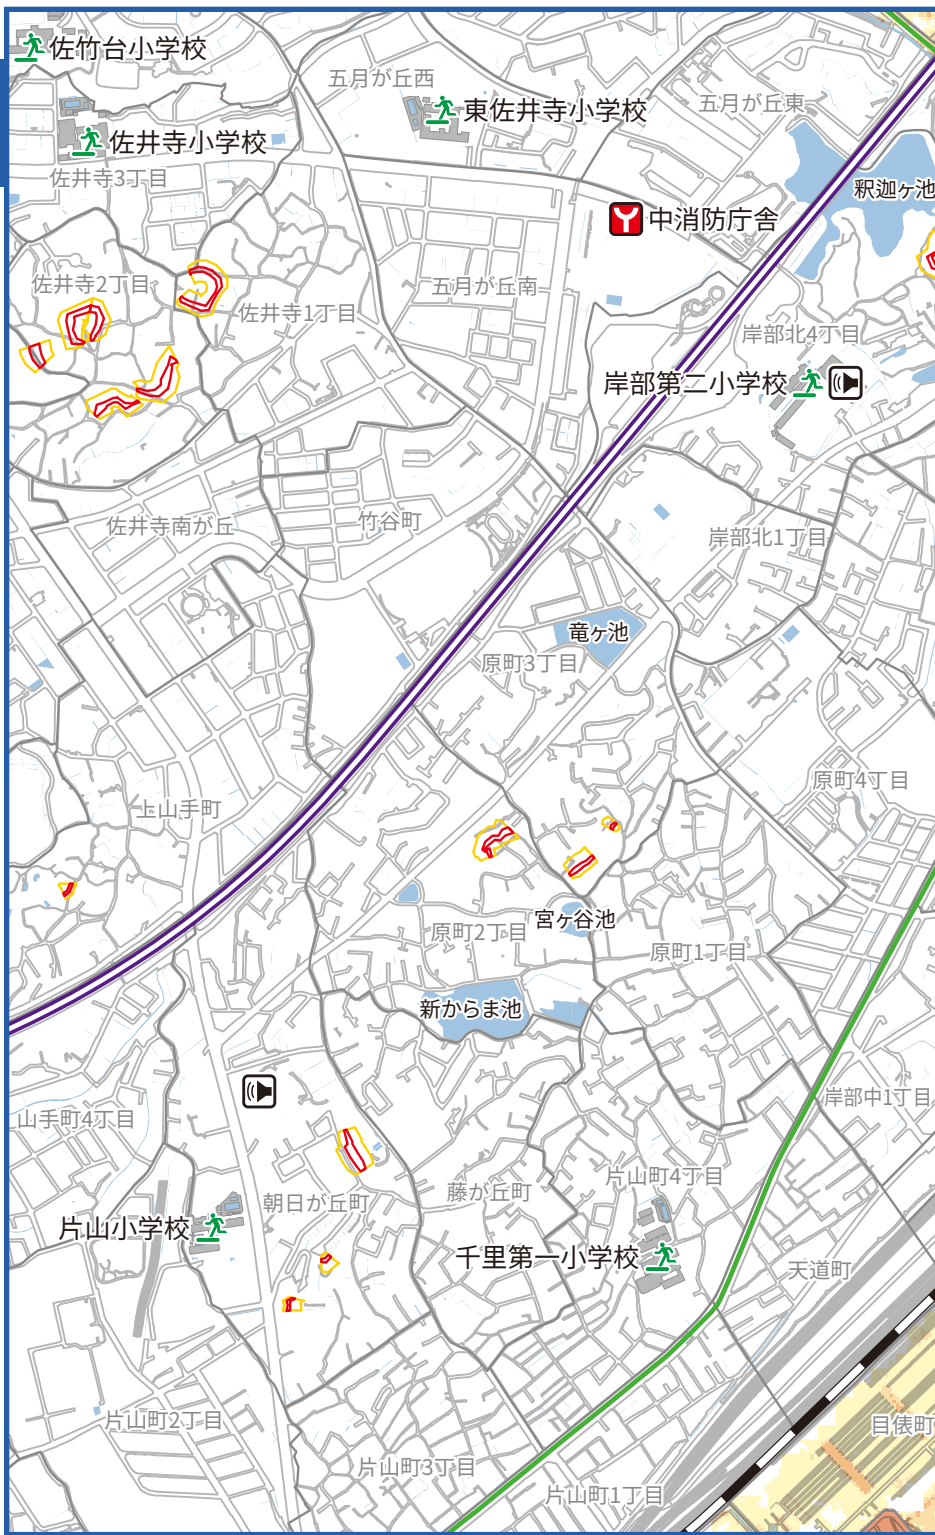 佐竹台小学校
五月が丘西
東佐井寺小学校
五月が丘東
佐井寺小学校
佐井寺3丁目
釈迦ヶ池
中消防庁舎
佐井寺2丁目
五月が丘南
佐井寺1丁目
岸部北4丁目
岸部第二小学校
佐井寺南が丘
竹谷町
岸部北1丁目
竜ヶ池
原町3丁目
原町4丁目
上山手町
宮ヶ谷池
原町2丁目
原町1丁目
新からま池
岸部中1丁目
山手町4丁目
片山町4丁目
藤が丘町
朝日が丘町
片山小学校
千里第一小学校
天道町
片山町2丁目
目俵町
片山町3丁目
片山町1丁目